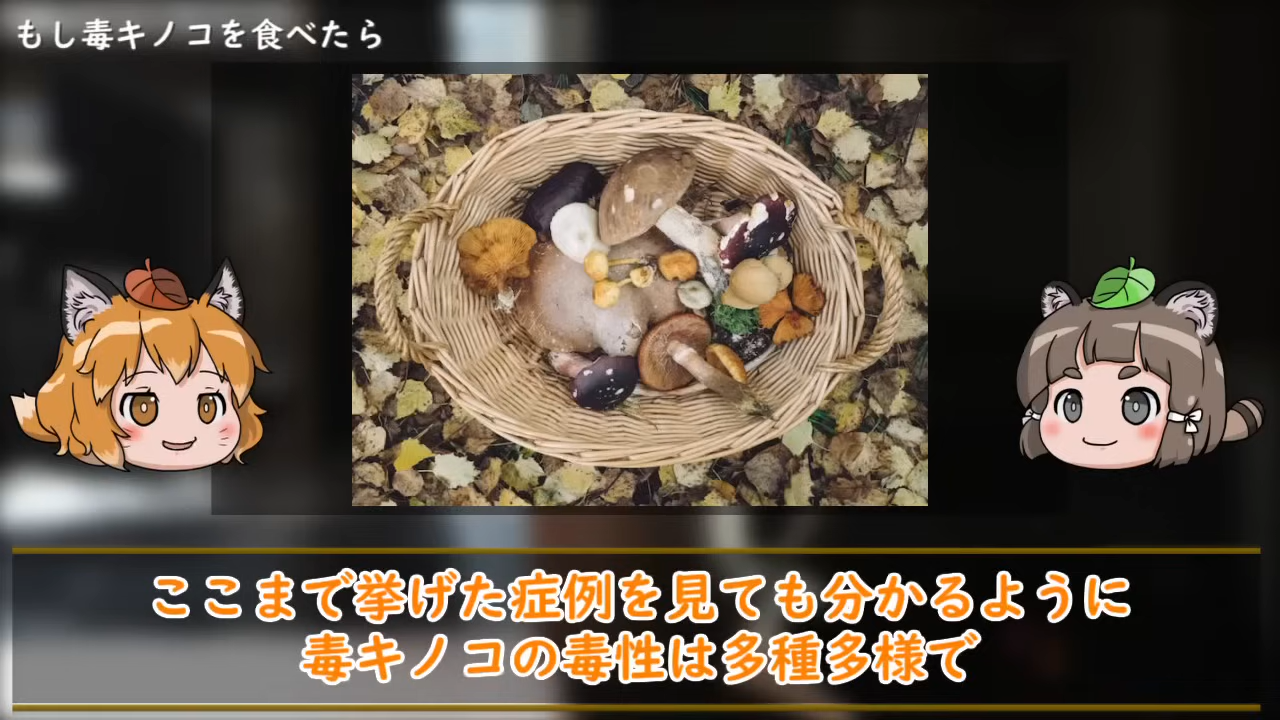 もし毒キノコを食べたら
ここまで挙げた症例を見ても分かるように
毒キノコの毒性は多種多様で